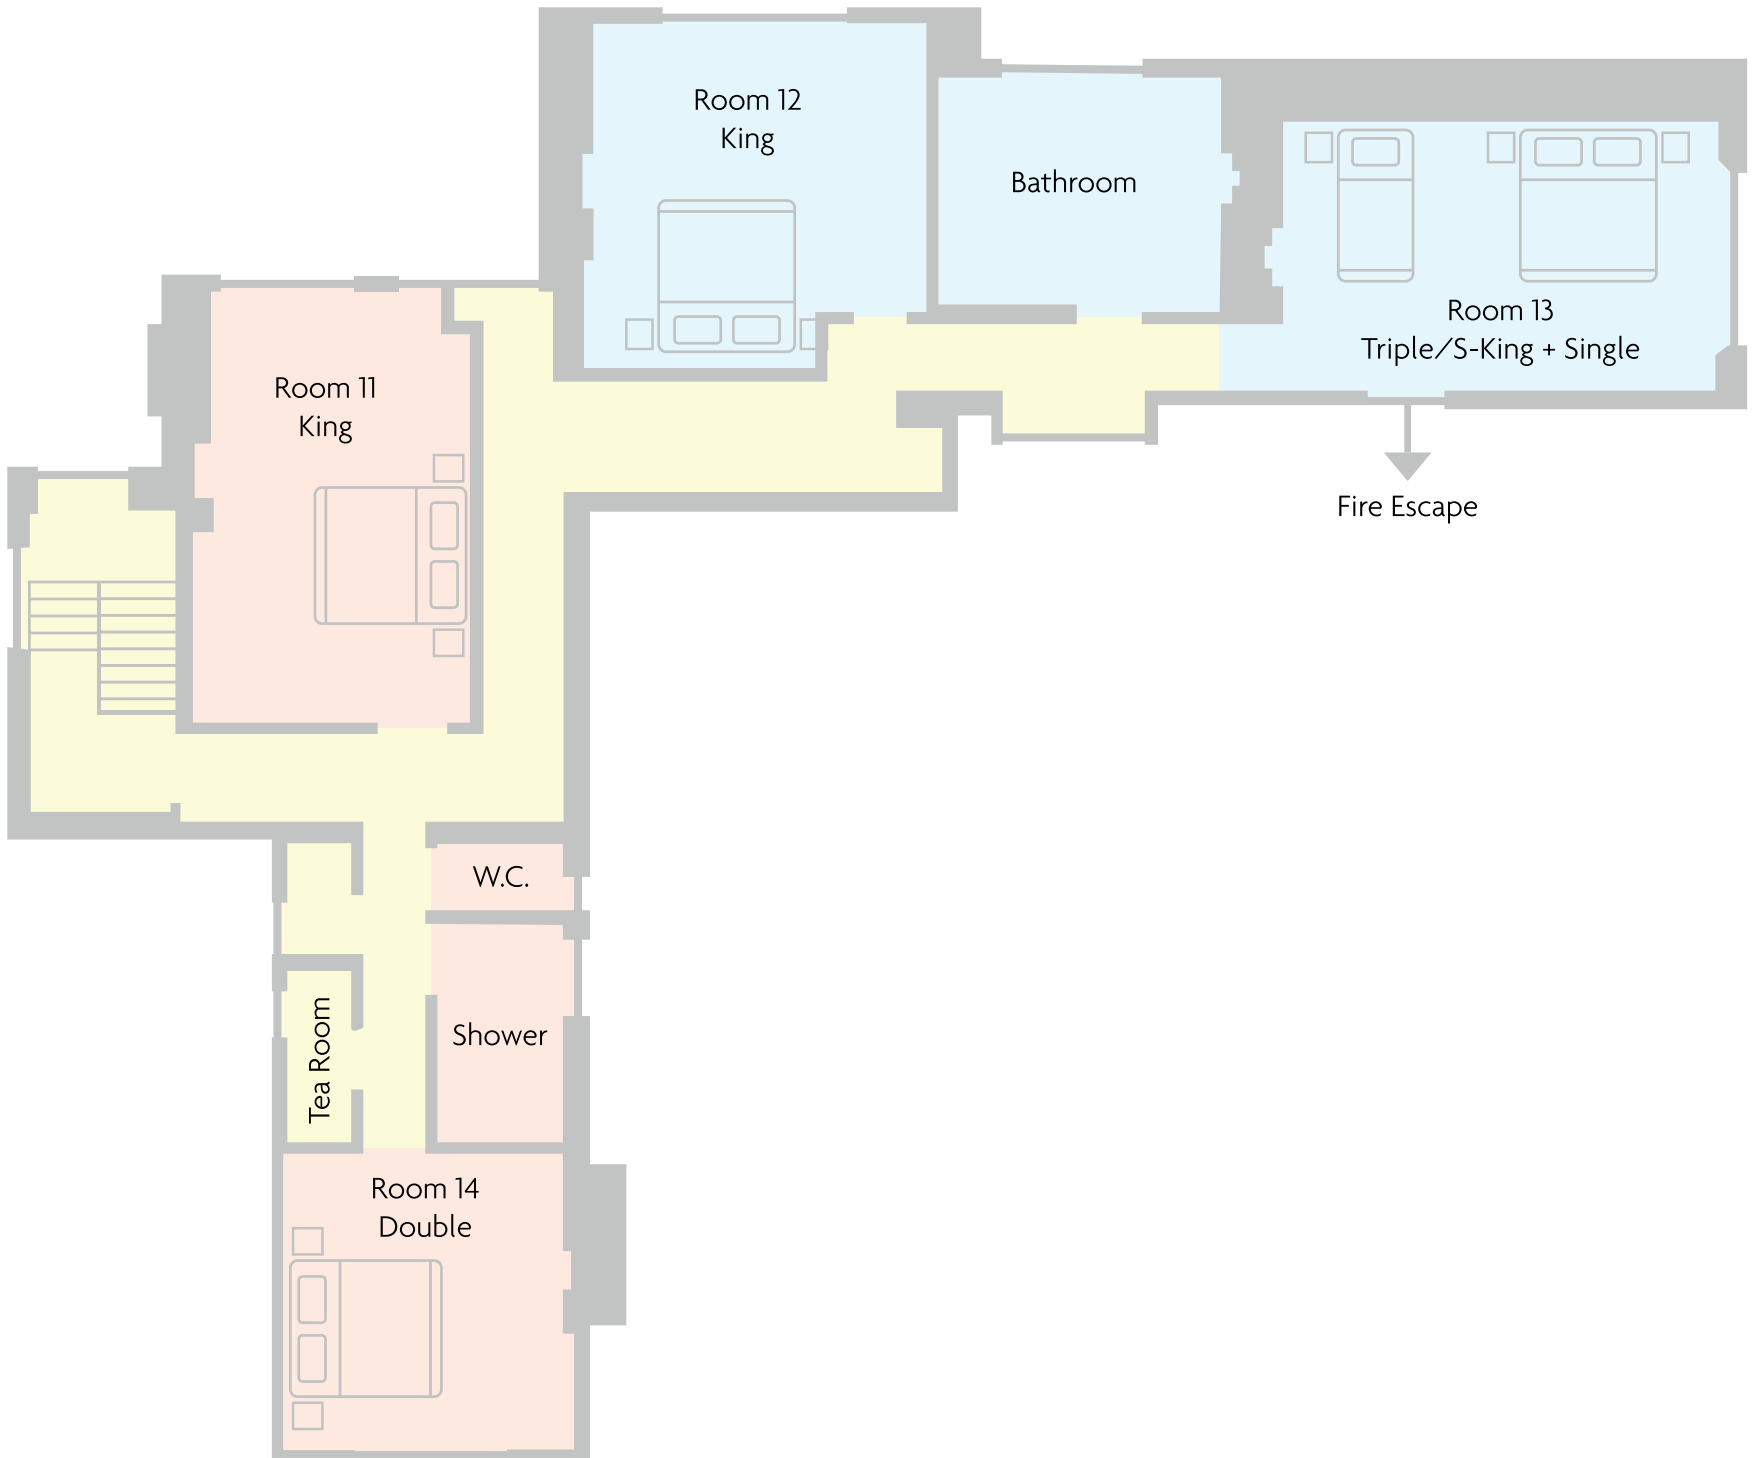 Room 12
King
Bathroom
Room 13
Triple/S-King + Single
Room 11
King
Fire Escape
W.C.
Shower
Tea Room
Room 14
Double